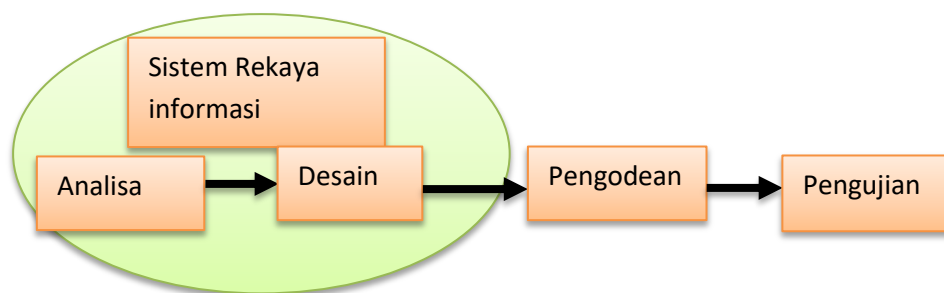 Sistem Rekaya
informasi
Analisa
Desain
Pengodean
Pengujian